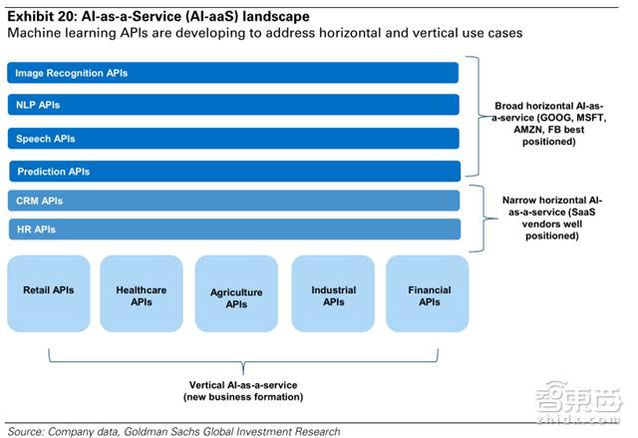 Exhibit 20: AI-as-a-Service (AI-aaS) landscape
Machine learning APIs are developing to address horizontal and vertical use cases
Image Recognition APIs
NLP APIs
Speech APIs
Prediction APIs
Broad horizontal AI-as-
a-service (GOOG, MSFT,
AMZN, FB best
positioned)
CRM APIs
HR APIs
Narrow horizontal AI-
as-a-service (SaaS
vendors well
positioned)
Retail APIs
Healthcare
APIs
Agriculture
APIs
Industrial
APIs
Financial
APIs
Vertical AI-as-a-service
(new business formation)
Source: Company data, Goldman Sachs Global Investment Research
智東西
zhidx.com